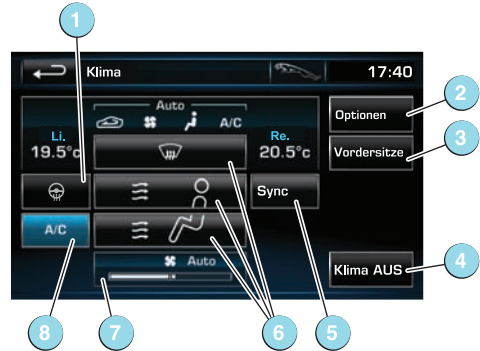 1
Klima 17:40
Auto
A/C
Optionen 2
Li. Re.
19.5°c 20.5°c
Vordersitze 3
Sync
A/C
Auto
Klima AUS 4
8 7 6 5